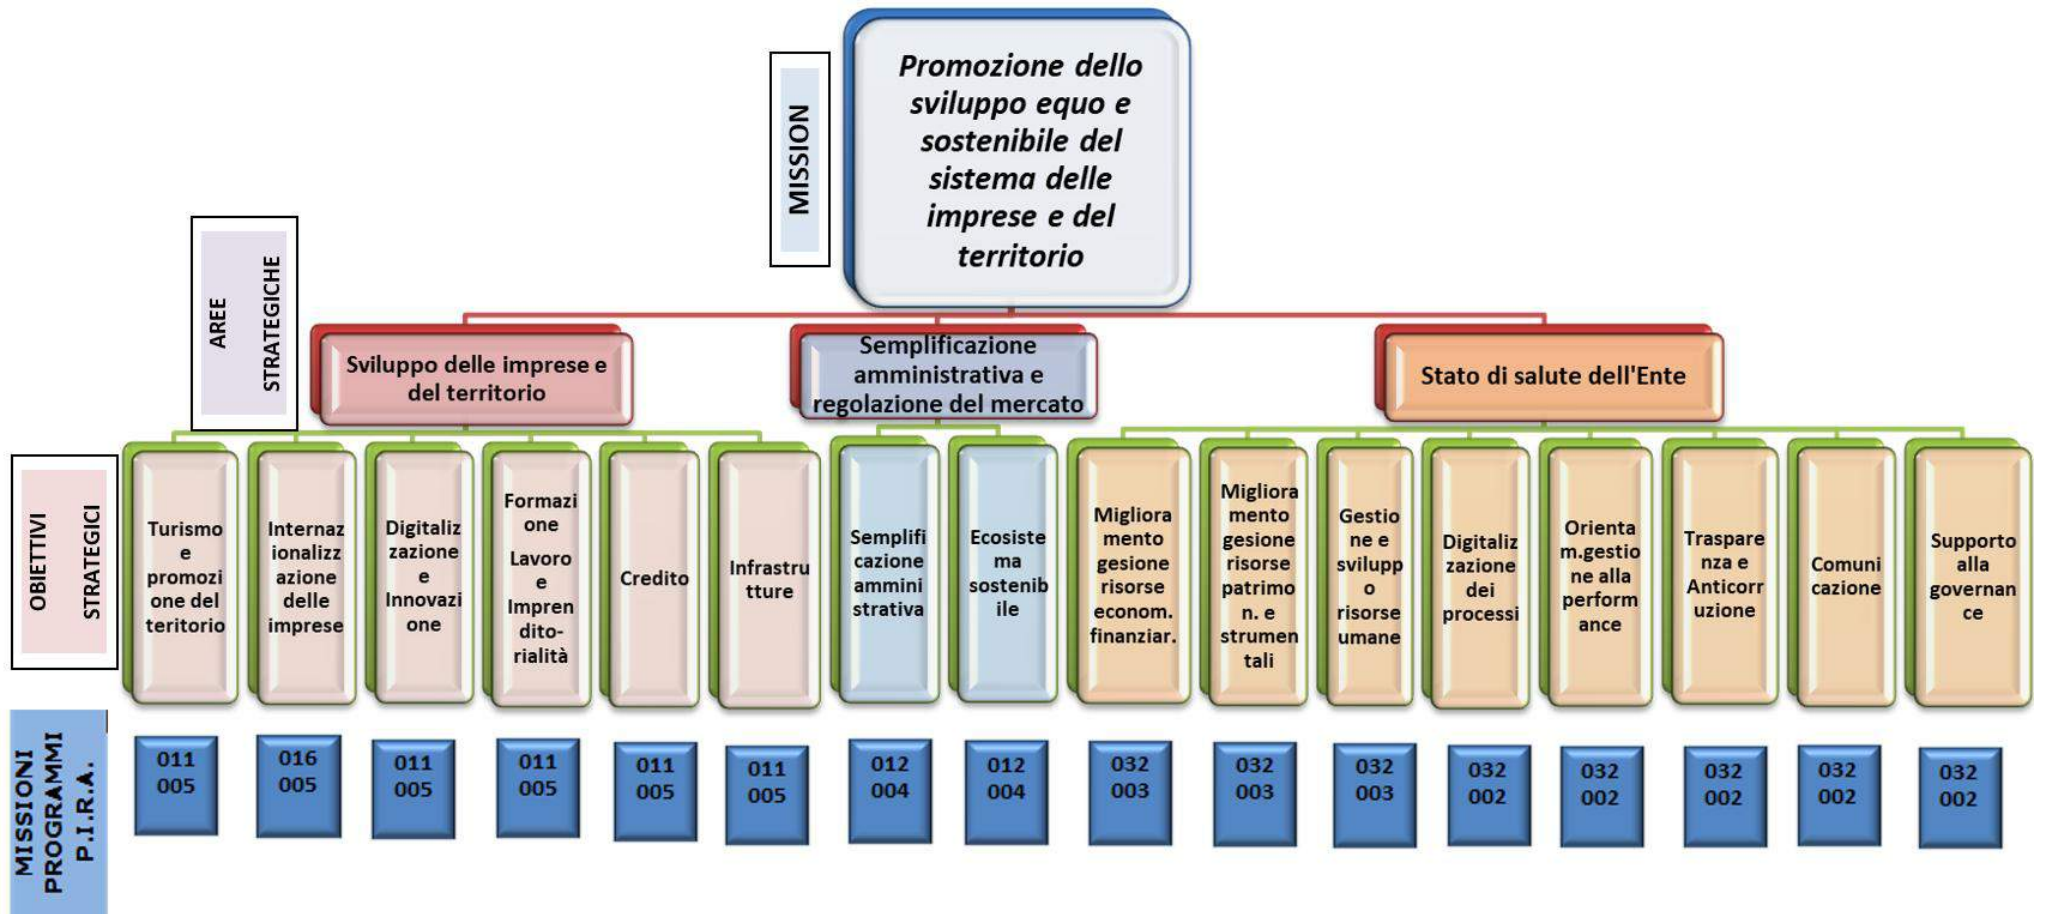 MISSION
Promozione dello
sviluppo equo e
sostenibile del
sistema delle
imprese e del
territorio
AREE
STRATEGICHE
Sviluppo delle imprese e
del territorio
Semplificazione
amministrativa e
regolazione del mercato
Stato di salute dell'Ente
OBIETTIVI
STRATEGICI
Turismo
e
promozi
one del
teritorio
Internaz
ionalizz
azione
delle
imprese
Digitaliz
zazione
e
Innovazi
one
Formazi
one
Lavoro
e
Impren
dito-
rialità
Credito
Infrastru
tture
Semplifi
cazione
ammini
strativa
Ecosiste
ma
sostenib
ile
Migliora
mento
gesione
risorse
econom.
finanziar.
Migliora
mento
gesione
risorse
patrimo
n. e
strumen
tali
Gestio
ne e
svilupp
o
risorse
umane
Digitaliz
zazione
dei
processi
Orienta
m.gestio
ne alla
perform
ance
Traspare
nza e
Anticorr
uzione
Comuni
cazione
Supporto
alla
governan
ce
MISSIONI
PROGRAMMI
P.I.R.A.
011
005
016
005
011
005
011
005
011
005
011
005
012
004
012
004
032
003
032
003
032
003
032
002
032
002
032
002
032
002
032
002